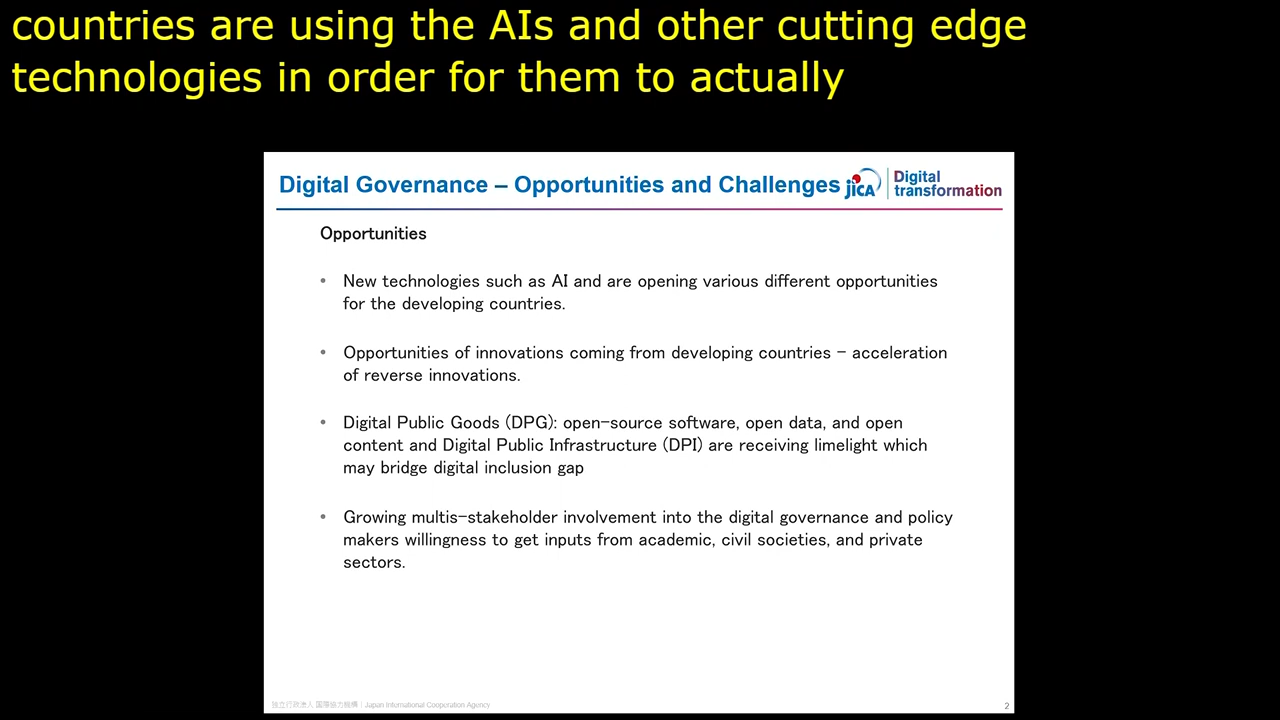 countries are using the AIs and other cutting edge
technologies in order for them to actually
Digital Governance – Opportunities and Challenges
jICA
Digital
transformation
Opportunities
• New technologies such as AI and are opening various different opportunities
for the developing countries.
• Opportunities of innovations coming from developing countries – acceleration
of reverse innovations.
• Digital Public Goods (DPG): open-source software, open data, and open
content and Digital Public Infrastructure (DPI) are receiving limelight which
may bridge digital inclusion gap
• Growing multis-stakeholder involvement into the digital governance and policy
makers willingness to get inputs from academic, civil societies, and private
sectors.
独立行政法人 国際協力機構 | Japan International Cooperation Agency
2